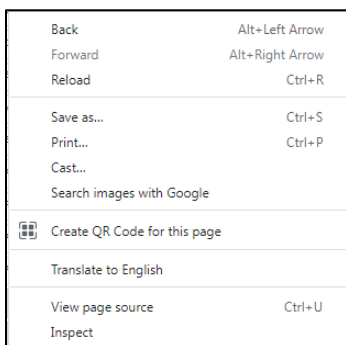 Back Alt+Left Arrow
Forward Alt+Right Arrow
Reload Ctrl+R
Save as... Ctrl+S
Print... Ctrl+P
Cast...
Search images with Google
Create QR Code for this page
Translate to English
View page source Ctrl+U
Inspect